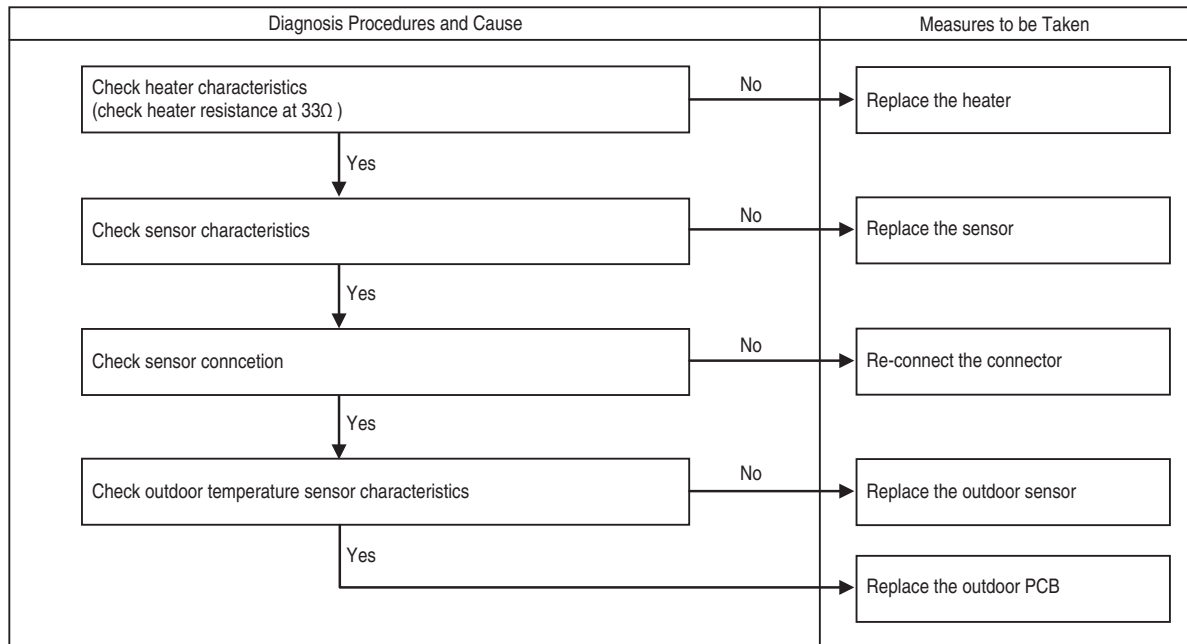 Diagnosis Procedures and Cause
Measures to be Taken
Check heater characteristics
(check heater resistance at 33Ω )
No
Replace the heater
Yes
Check sensor characteristics
No
Replace the sensor
Yes
Check sensor conncetion
No
Re-connect the connector
Yes
Check outdoor temperature sensor characteristics
No
Replace the outdoor sensor
Yes
Replace the outdoor PCB